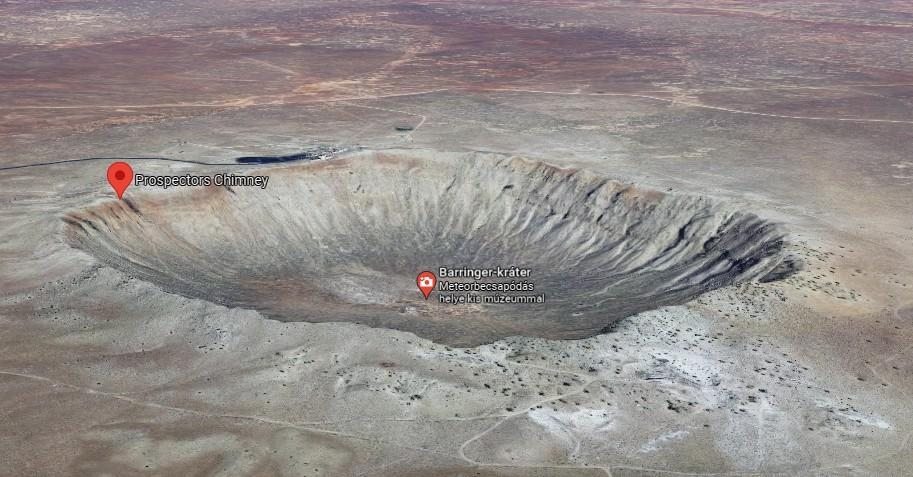 Prospectors Chimney
Barringer-kráter
Meteorbecsapódás
helye kis múzeummal